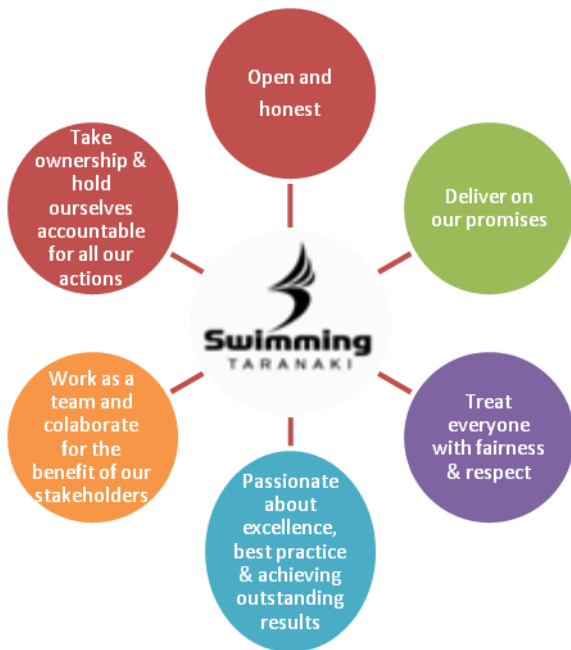 Open and
honest
Deliver on
our promises
Treat
everyone
with fairness
& respect
Passionate
about
excellence,
best practice
& achieving
outstanding
results
Work as a
team and
colaborate
for the
benefit of our
stakeholders
Take
ownership &
hold
ourselves
accountable
for all our
actions
Swimming
TARANAKI